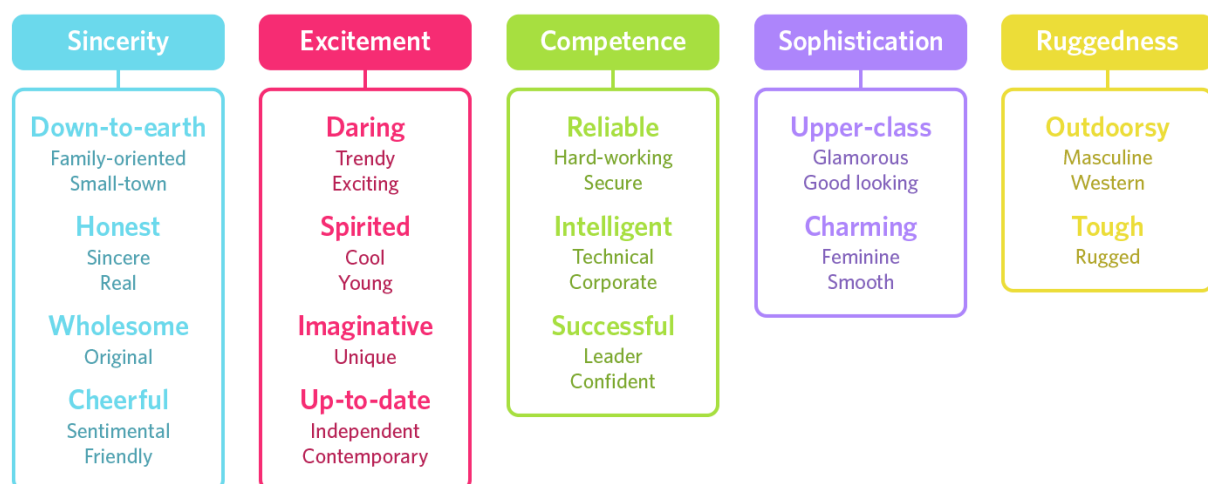 Sincerity
Down-to-earth
Family-oriented
Small-town
Honest
Sincere
Real
Wholesome
Original
Cheerful
Sentimental
Friendly
Excitement
Daring
Trendy
Exciting
Spirited
Cool
Young
Imaginative
Unique
Up-to-date
Independent
Contemporary
Competence
Reliable
Hard-working
Secure
Intelligent
Technical
Corporate
Successful
Leader
Confident
Sophistication
Upper-class
Glamorous
Good looking
Charming
Feminine
Smooth
Ruggedness
Outdoorsy
Masculine
Western
Tough
Rugged